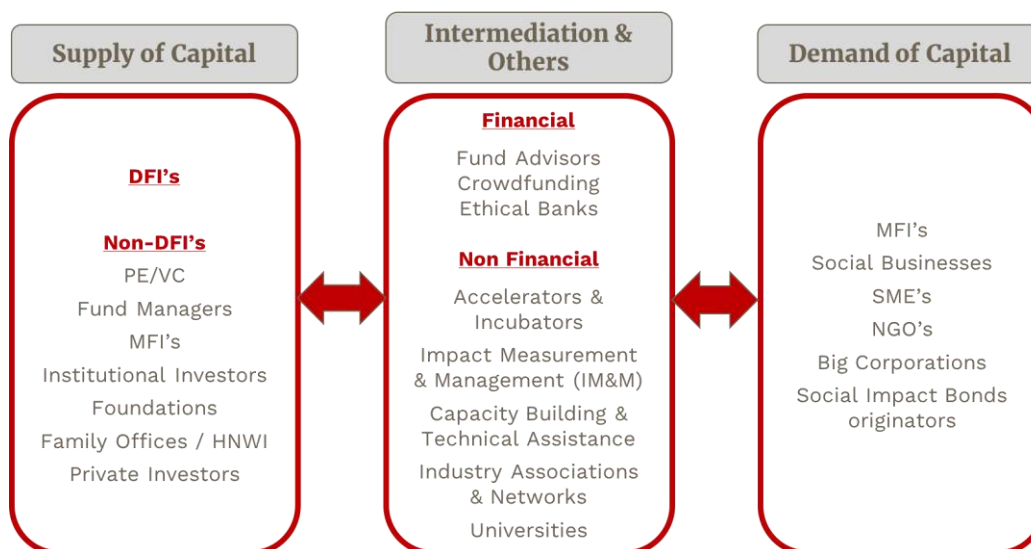 Supply of Capital
DFI's
Non-DFI's
PE/VC
Fund Managers
MFI's
Institutional Investors
Foundations
Family Offices / HNWI
Private Investors
Intermediation &
Others
Financial
Fund Advisors
Crowdfunding
Ethical Banks
Non Financial
Accelerators &
Incubators
Impact Measurement
& Management (IM&M)
Capacity Building &
Technical Assistance
Industry Associations
& Networks
Universities
Demand of Capital
MFI's
Social Businesses
SME's
NGO's
Big Corporations
Social Impact Bonds
originators